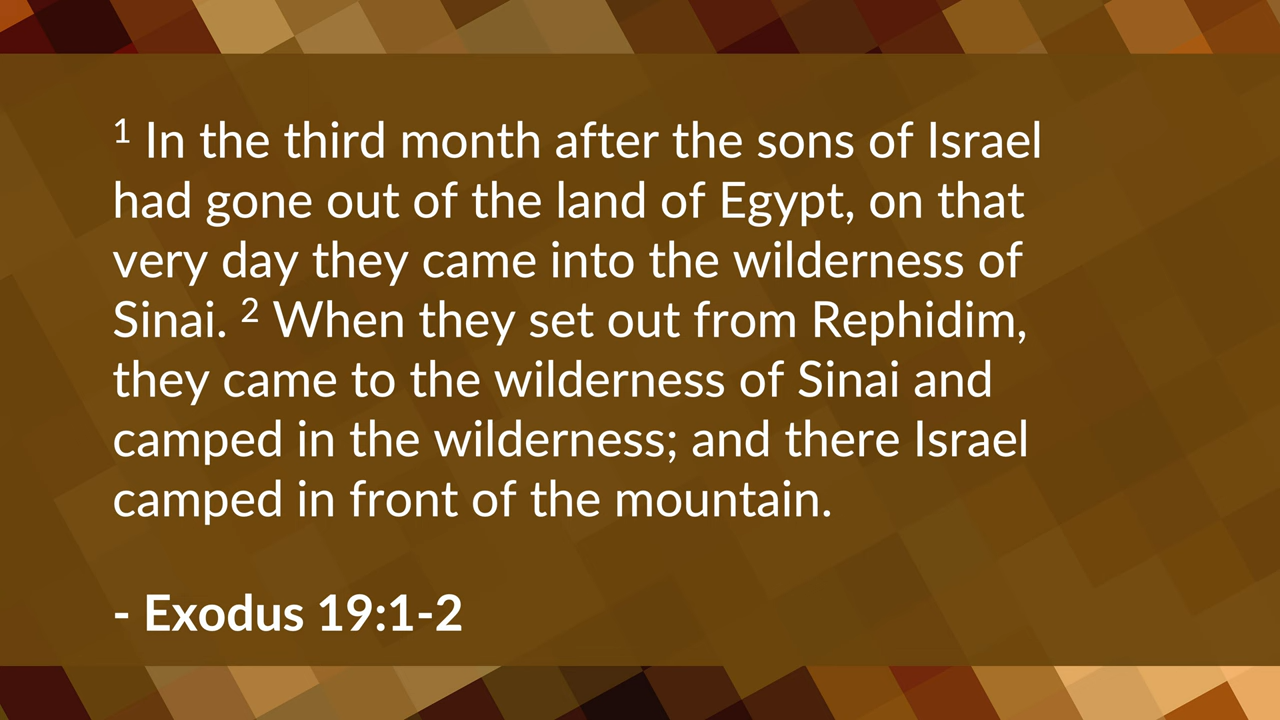 1 In the third month after the sons of Israel
had gone out of the land of Egypt, on that
very day they came into the wilderness of
Sinai. 2 When they set out from Rephidim,
they came to the wilderness of Sinai and
camped in the wilderness; and there Israel
camped in front of the mountain.
- Exodus 19:1-2